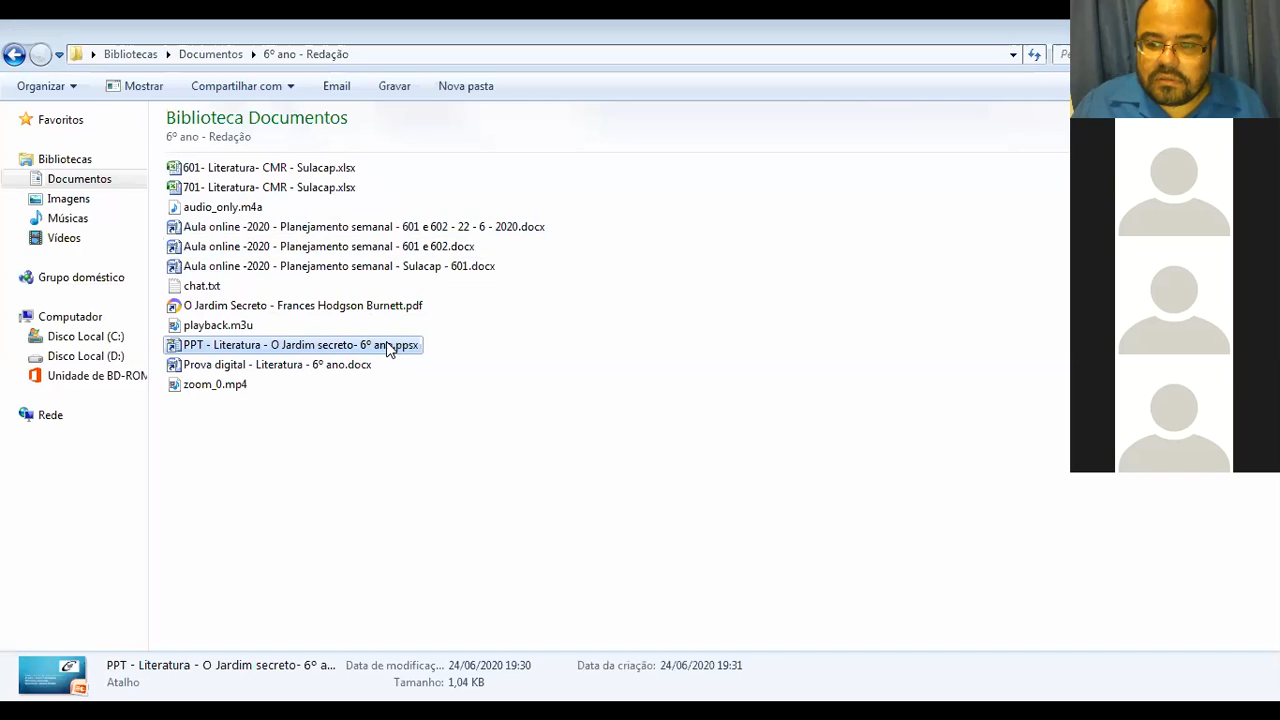 Bibliotecas Documentos 6º ano - Redação
Organizar Mostrar Compartilhar com Email Gravar Nova pasta
Favoritos
Bibliotecas
Documentos
Imagens
Músicas
Vídeos
Grupo doméstico
Computador
Disco Local (C:)
Disco Local (D:)
Unidade de BD-ROM
Rede
Biblioteca Documentos
6º ano - Redação
601- Literatura- CMR - Sulacap.xlsx
701- Literatura- CMR - Sulacap.xlsx
audio_only.m4a
Aula online -2020 - Planejamento semanal - 601 e 602 - 22 - 6 - 2020.docx
Aula online -2020 - Planejamento semanal - 601 e 602.docx
Aula online -2020 - Planejamento semanal - Sulacap - 601.docx
chat.txt
O Jardim Secreto - Frances Hodgson Burnett.pdf
playback.m3u
PPT - Literatura - O Jardim secreto- 6º ano.ppsx
Prova digital - Literatura - 6º ano.docx
zoom_0.mp4
PPT - Literatura - O Jardim secreto- 6º a... Data de modificaç... 24/06/2020 19:30 Data da criação: 24/06/2020 19:31
Atalho Tamanho: 1,04 KB